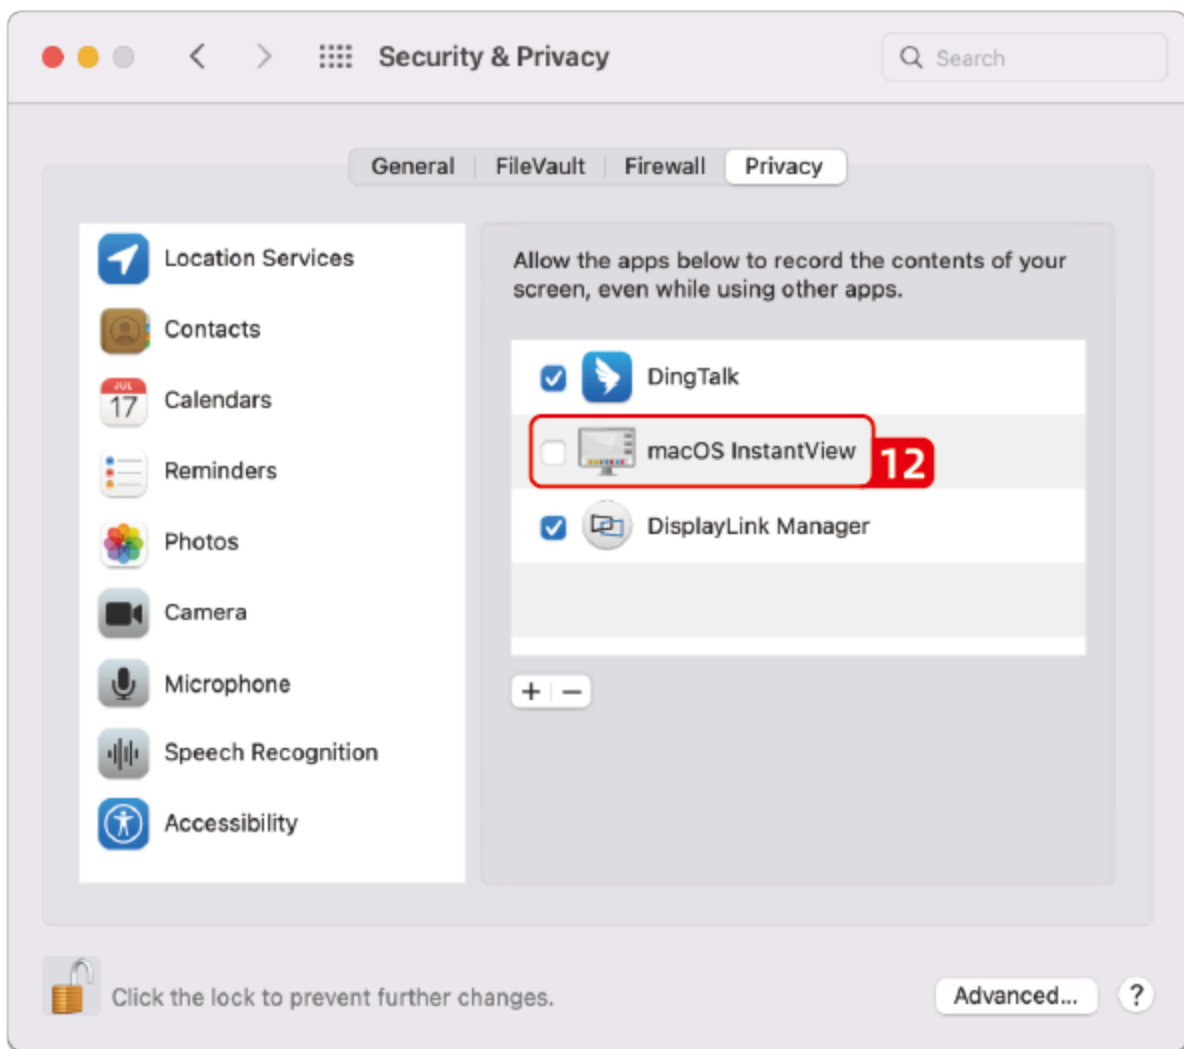 Security & Privacy
Search
General
FileVault
Firewall
Privacy
Location Services
Contacts
JUL
17
Calendars
Reminders
Photos
Camera
Microphone
Speech Recognition
Accessibility
Allow the apps below to record the contents of your
screen, even while using other apps.
DingTalk
macOS InstantView
12
DisplayLink Manager
+ −
Click the lock to prevent further changes.
Advanced...
?